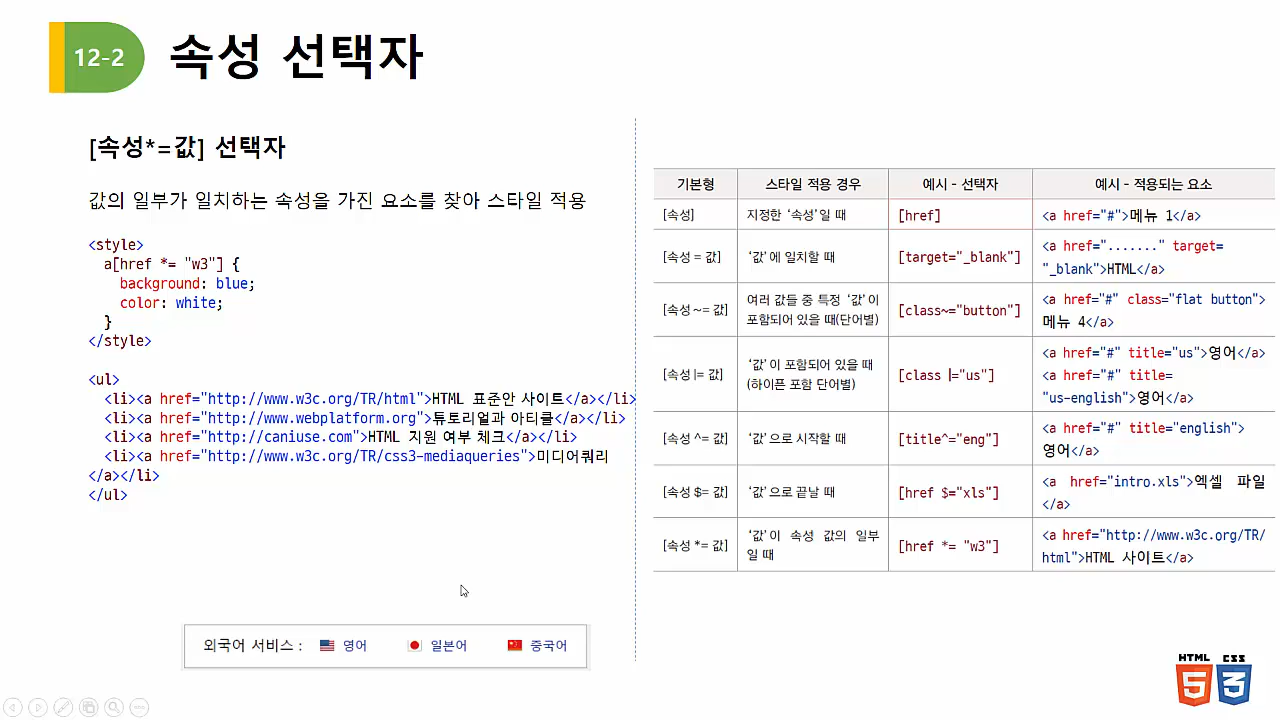 12-2
속성 선택자
[속성*=값] 선택자
값의 일부가 일치하는 속성을 가진 요소를 찾아 스타일 적용
<style>
a[href *= "w3"] {
background: blue;
color: white;
}
</style>
<ul>
<li><a href="http://www.w3c.org/TR/html">HTML 표준안 사이트</a></li>
<li><a href="http://www.webplatform.org">튜토리얼과 아티클</a></li>
<li><a href="http://caniuse.com">HTML 지원 여부 체크</a></li>
<li><a href="http://www.w3c.org/TR/css3-mediaqueries">미디어쿼리
</a></li>
</ul>
외국어 서비스 : 영어 일본어 중국어
기본형 스타일 적용 경우 예시 - 선택자 예시 - 적용되는 요소
[속성] 지정한 ‘속성’일 때 [href] <a href="#">메뉴 1</a>
[속성 = 값] ‘값’에 일치할 때 [target="_blank"] <a href="......." target=
"_blank">HTML</a>
[속성 ~= 값] 여러 값들 중 특정 ‘값’이
포함되어 있을 때(단어별) [class~="button"] <a href="#" class="flat button">
메뉴 4</a>
[속성 |= 값] ‘값’이 포함되어 있을 때
(하이픈 포함 단어별) [class |="us"] <a href="#" title="us">영어</a>
<a href="#" title=
"us-english">영어</a>
[속성 ^= 값] ‘값’으로 시작할 때 [title^="eng"] <a href="#" title="english">
영어</a>
[속성 $= 값] ‘값’으로 끝날 때 [href $="xls"] <a href="intro.xls">엑셀 파일
</a>
[속성 *= 값] ‘값’이 속성 값의 일부
일 때 [href *= "w3"] <a href="http://www.w3c.org/TR/
html">HTML 사이트</a>
HTML CSS
5 3